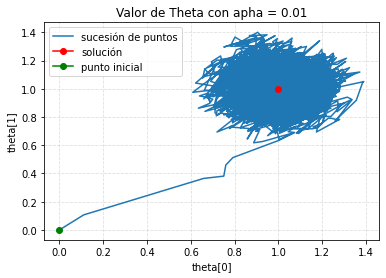 Valor de Theta con apha = 0.01
sucesión de puntos
solución
punto inicial
theta[1]
1.4
1.2
1.0
0.8
0.6
0.4
0.2
0.0
0.0 0.2 0.4 0.6 0.8 1.0 1.2 1.4
theta[0]